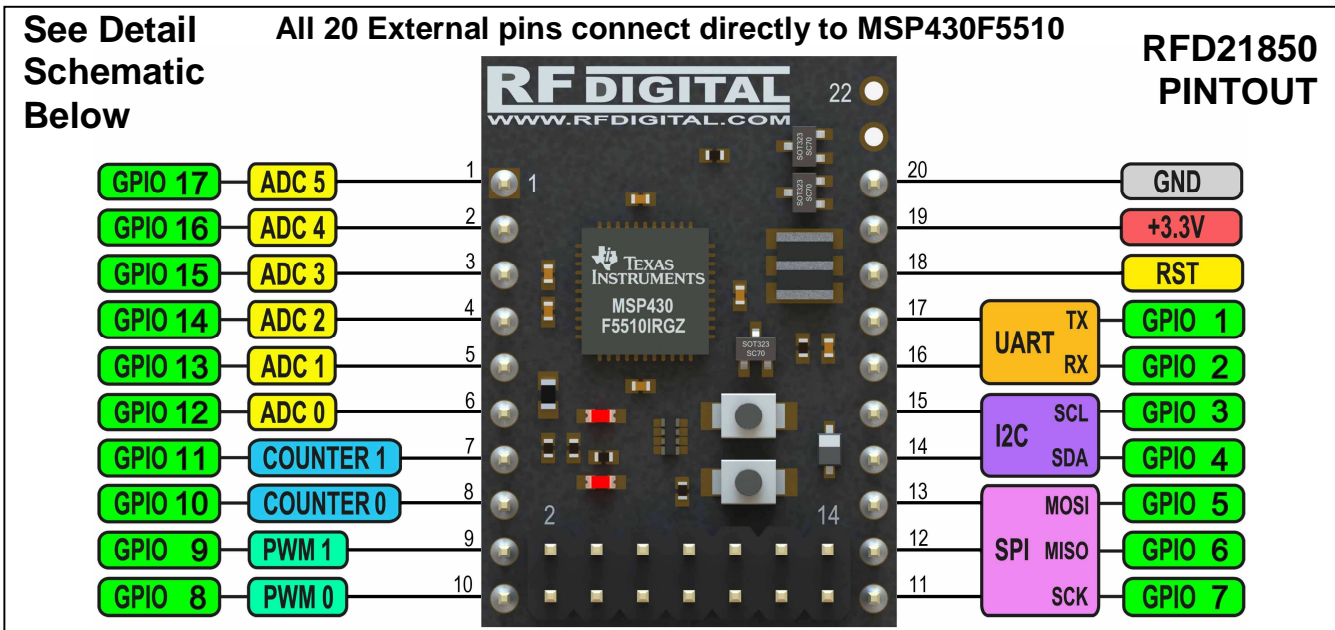 See Detail
Schematic
Below
All 20 External pins connect directly to MSP430F5510
RFD21850
PINTOUT
RF DIGITAL
WWW.RFDIGITAL.COM
22
GPIO 17 ADC 5 1
1
20 GND
GPIO 16 ADC 4 2
19 +3.3V
GPIO 15 ADC 3 3
18 RST
GPIO 14 ADC 2 4
17 TX GPIO 1
UART
GPIO 13 ADC 1 5
16 RX GPIO 2
GPIO 12 ADC 0 6
15 SCL GPIO 3
I2C
GPIO 11 COUNTER 1 7
14 SDA GPIO 4
GPIO 10 COUNTER 0 8
13 MOSI GPIO 5
GPIO 9 PWM 1 9
12 SPI MISO GPIO 6
GPIO 8 PWM 0 10
11 SCK GPIO 7
SOT323
SC70
SOT323
SC70
TEXAS
INSTRUMENTS
MSP430
F5510IRGZ
SOT323
SC70
2
14